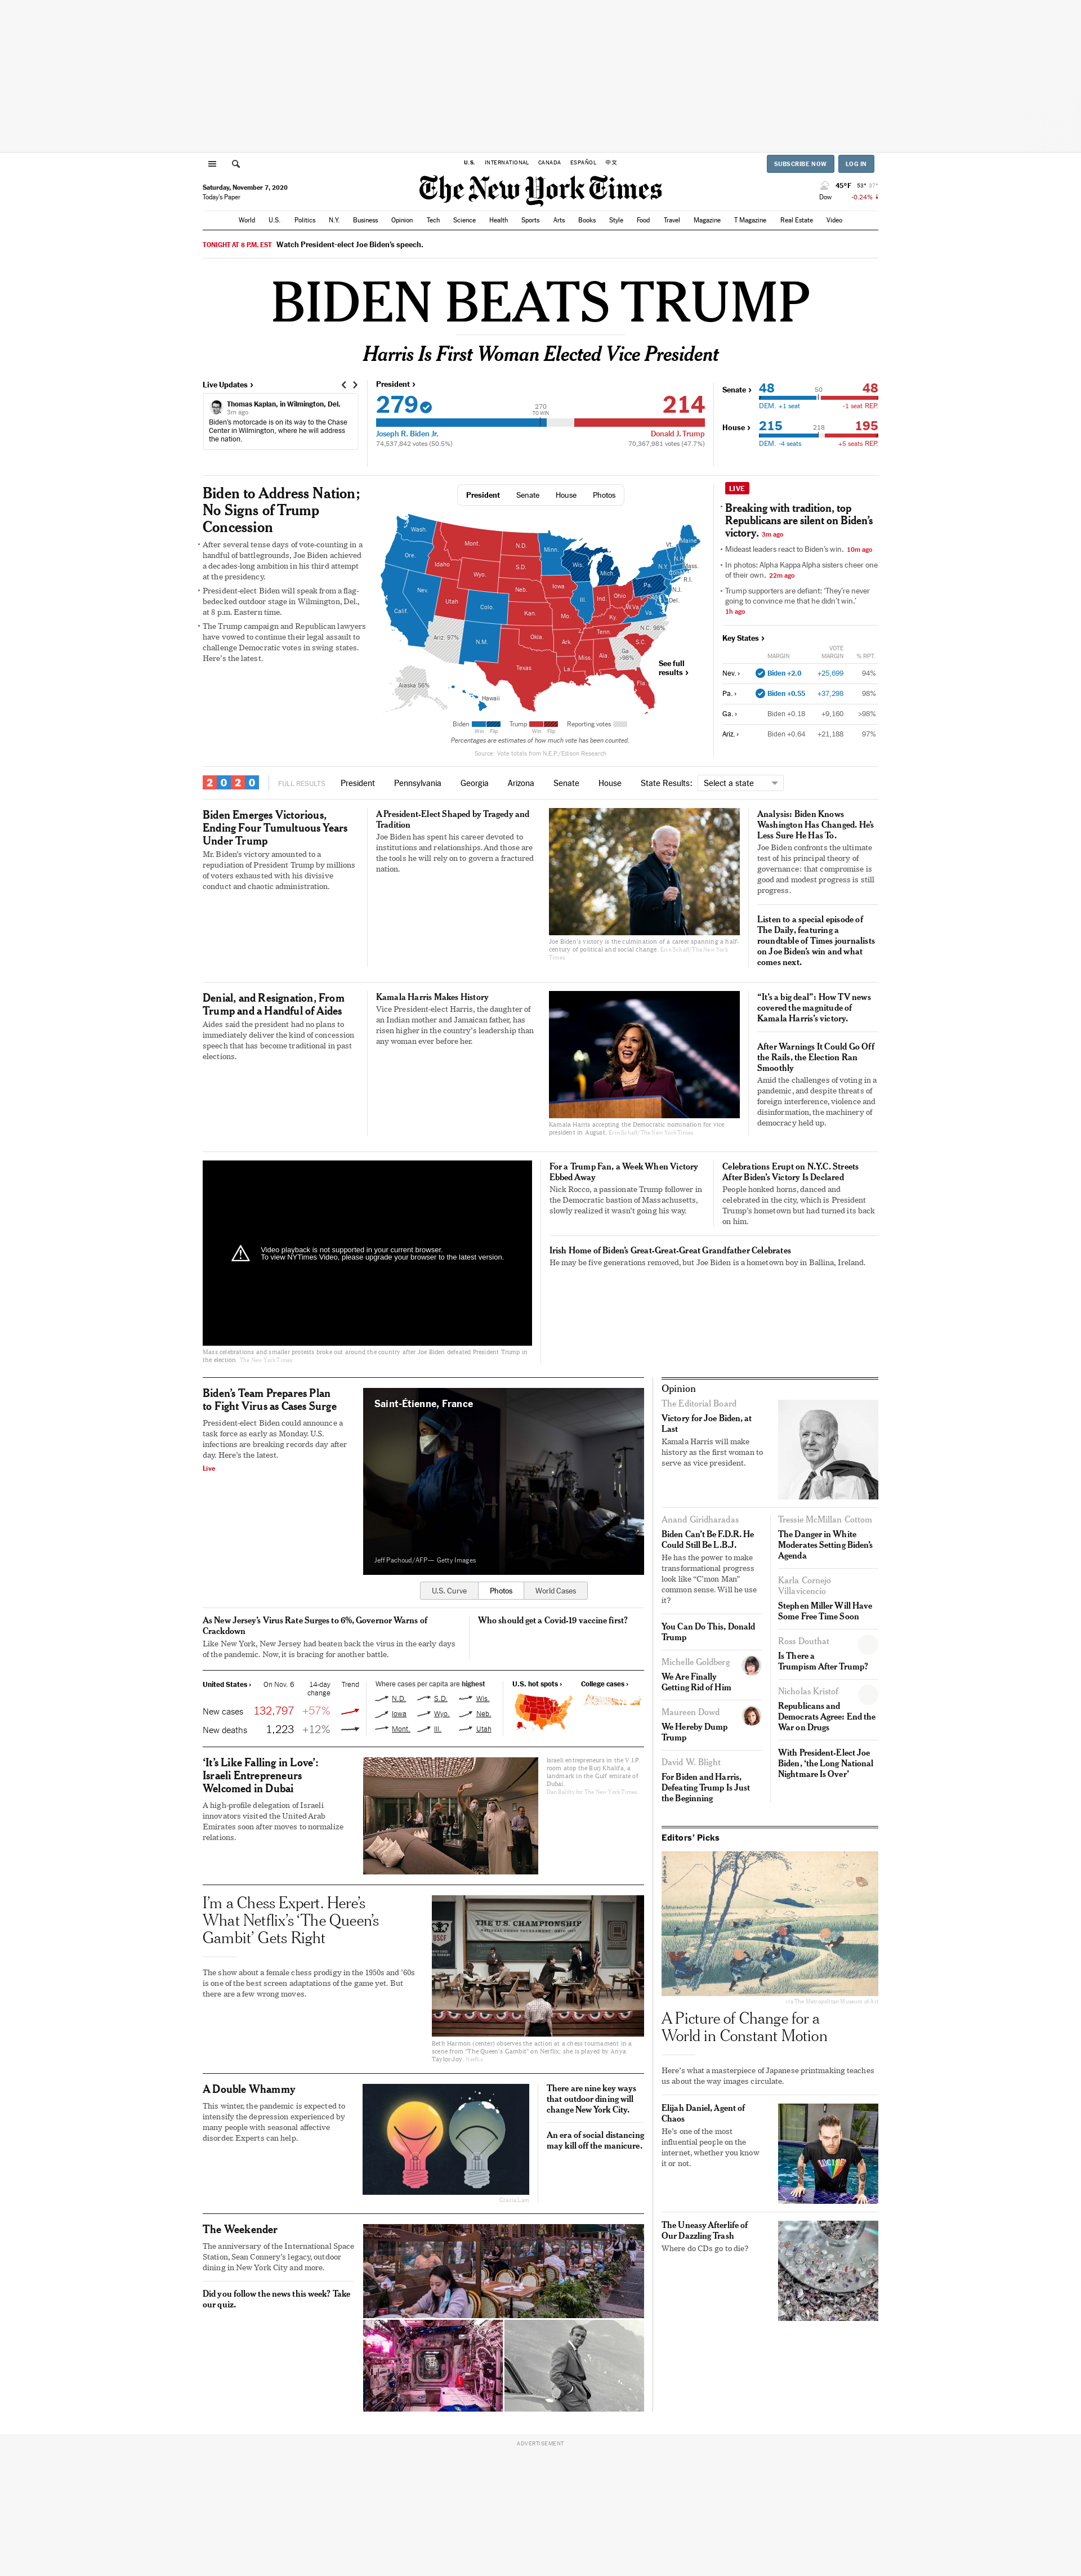 U.S. INTERNATIONAL CANADA ESPAÑOL 中文
SUBSCRIBE NOW LOG IN
Saturday, November 7, 2020
Today's Paper
The New York Times
45°F 53° 37°
Dow -0.24%
World U.S. Politics N.Y. Business Opinion Tech Science Health Sports Arts Books Style Food Travel Magazine T Magazine Real Estate Video
TONIGHT AT 8 P.M. EST Watch President-elect Joe Biden's speech.
BIDEN BEATS TRUMP
Harris Is First Woman Elected Vice President
Live Updates ›
Thomas Kaplan, in Wilmington, Del.
3m ago
Biden's motorcade is on its way to the Chase
Center in Wilmington, where he will address
the nation.
President ›
279 270 TO WIN 214
Joseph R. Biden Jr. Donald J. Trump
74,537,842 votes (50.5%) 70,367,981 votes (47.7%)
Senate › 48 50 48
DEM. +1 seat -1 seat REP.
House › 215 218 195
DEM. -4 seats +5 seats REP.
Biden to Address Nation;
No Signs of Trump
Concession
• After several tense days of vote-counting in a
handful of battlegrounds, Joe Biden achieved
a decades-long ambition in his third attempt
at the presidency.
• President-elect Biden will speak from a flag-
bedecked outdoor stage in Wilmington, Del.,
at 8 p.m. Eastern time.
• The Trump campaign and Republican lawyers
have vowed to continue their legal assault to
challenge Democratic votes in swing states.
Here's the latest.
President Senate House Photos
Wash.
Mont.
N.D.
Minn.
Vt.
Maine
Ore.
Idaho
Wyo.
S.D.
Wis.
Mich.
N.Y.
N.H.
Mass.
R.I.
Nev.
Utah
Colo.
Neb.
Iowa
Ill.
Ind.
Ohio
Pa.
N.J.
Del.
Calif.
Kan.
Mo.
Ky.
W.Va.
Va.
Ariz. 97%
N.M.
Okla.
Ark.
Tenn.
N.C. 98%
S.C.
Texas
La.
Miss.
Ala.
Ga.
>98%
Fla.
Alaska 56%
Hawaii
See full
results ›
Biden Trump Reporting votes
Win Flip Win Flip
Percentages are estimates of how much vote has been counted.
Source: Vote totals from N.E.P./Edison Research
LIVE
• Breaking with tradition, top
Republicans are silent on Biden's
victory. 3m ago
• Mideast leaders react to Biden's win. 10m ago
• In photos: Alpha Kappa Alpha sisters cheer one
of their own. 22m ago
• Trump supporters are defiant: 'They're never
going to convince me that he didn't win.'
1h ago
Key States ›
MARGIN VOTE MARGIN % RPT.
Nev. › Biden +2.0 +25,699 94%
Pa. › Biden +0.55 +37,298 98%
Ga. › Biden +0.18 +9,160 >98%
Ariz. › Biden +0.64 +21,188 97%
2020 FULL RESULTS President Pennsylvania Georgia Arizona Senate House State Results: Select a state
Biden Emerges Victorious,
Ending Four Tumultuous Years
Under Trump
Mr. Biden's victory amounted to a
repudiation of President Trump by millions
of voters exhausted with his divisive
conduct and chaotic administration.
A President-Elect Shaped by Tragedy and
Tradition
Joe Biden has spent his career devoted to
institutions and relationships. And those are
the tools he will rely on to govern a fractured
nation.
Joe Biden's victory is the culmination of a career spanning a half-
century of political and social change. Erin Schaff/The New York
Times
Analysis: Biden Knows
Washington Has Changed. He's
Less Sure He Has To.
Joe Biden confronts the ultimate
test of his principal theory of
governance: that compromise is
good and modest progress is still
progress.
Listen to a special episode of
The Daily, featuring a
roundtable of Times journalists
on Joe Biden's win and what
comes next.
Denial, and Resignation, From
Trump and a Handful of Aides
Aides said the president had no plans to
immediately deliver the kind of concession
speech that has become traditional in past
elections.
Kamala Harris Makes History
Vice President-elect Harris, the daughter of
an Indian mother and Jamaican father, has
risen higher in the country's leadership than
any woman ever before her.
Kamala Harris accepting the Democratic nomination for vice
president in August. Erin Schaff/The New York Times
"It's a big deal": How TV news
covered the magnitude of
Kamala Harris's victory.
After Warnings It Could Go Off
the Rails, the Election Ran
Smoothly
Amid the challenges of voting in a
pandemic, and despite threats of
foreign interference, violence and
disinformation, the machinery of
democracy held up.
Video playback is not supported in your current browser.
To view NYTimes Video, please upgrade your browser to the latest version.
Mass celebrations and smaller protests broke out around the country after Joe Biden defeated President Trump in
the election. The New York Times
For a Trump Fan, a Week When Victory
Ebbed Away
Nick Rocco, a passionate Trump follower in
the Democratic bastion of Massachusetts,
slowly realized it wasn't going his way.
Celebrations Erupt on N.Y.C. Streets
After Biden's Victory Is Declared
People honked horns, danced and
celebrated in the city, which is President
Trump's hometown but had turned its back
on him.
Irish Home of Biden's Great-Great-Great Grandfather Celebrates
He may be five generations removed, but Joe Biden is a hometown boy in Ballina, Ireland.
Biden's Team Prepares Plan
to Fight Virus as Cases Surge
President-elect Biden could announce a
task force as early as Monday. U.S.
infections are breaking records day after
day. Here's the latest.
Live
Saint-Étienne, France
Jeff Pachoud/AFP— Getty Images
U.S. Curve Photos World Cases
As New Jersey's Virus Rate Surges to 6%, Governor Warns of
Crackdown
Like New York, New Jersey had beaten back the virus in the early days
of the pandemic. Now, it is bracing for another battle.
Who should get a Covid-19 vaccine first?
United States › On Nov. 6 14-day change Trend
New cases 132,797 +57%
New deaths 1,223 +12%
Where cases per capita are highest
N.D. S.D. Wis.
Iowa Wyo. Neb.
Mont. Ill. Utah
U.S. hot spots ›
College cases ›
'It's Like Falling in Love':
Israeli Entrepreneurs
Welcomed in Dubai
A high-profile delegation of Israeli
innovators visited the United Arab
Emirates soon after moves to normalize
relations.
Israeli entrepreneurs in the V.I.P.
room atop the Burj Khalifa, a
landmark in the Gulf emirate of
Dubai.
Dan Balilty for The New York Times
I'm a Chess Expert. Here's
What Netflix's 'The Queen's
Gambit' Gets Right
The show about a female chess prodigy in the 1950s and '60s
is one of the best screen adaptations of the game yet. But
there are a few wrong moves.
USCF
THE U.S. CHAMPIONSHIP
Beth Harmon (center) observes the action at a chess tournament in a
scene from "The Queen's Gambit" on Netflix; she is played by Anya
Taylor-Joy. Netflix
A Double Whammy
This winter, the pandemic is expected to
intensify the depression experienced by
many people with seasonal affective
disorder. Experts can help.
Gracia Lam
There are nine key ways
that outdoor dining will
change New York City.
An era of social distancing
may kill off the manicure.
The Weekender
The anniversary of the International Space
Station, Sean Connery's legacy, outdoor
dining in New York City and more.
Did you follow the news this week? Take
our quiz.
Opinion
The Editorial Board
Victory for Joe Biden, at
Last
Kamala Harris will make
history as the first woman to
serve as vice president.
Anand Giridharadas
Biden Can't Be F.D.R. He
Could Still Be L.B.J.
He has the power to make
transformational progress
look like "C'mon Man"
common sense. Will he use
it?
You Can Do This, Donald
Trump
Michelle Goldberg
We Are Finally
Getting Rid of Him
Maureen Dowd
We Hereby Dump
Trump
David W. Blight
For Biden and Harris,
Defeating Trump Is Just
the Beginning
Tressie McMillan Cottom
The Danger in White
Moderates Setting Biden's
Agenda
Karla Cornejo
Villavicencio
Stephen Miller Will Have
Some Free Time Soon
Ross Douthat
Is There a
Trumpism After Trump?
Nicholas Kristof
Republicans and
Democrats Agree: End the
War on Drugs
With President-Elect Joe
Biden, 'the Long National
Nightmare Is Over'
Editors' Picks
via The Metropolitan Museum of Art
A Picture of Change for a
World in Constant Motion
Here's what a masterpiece of Japanese printmaking teaches
us about the way images circulate.
Elijah Daniel, Agent of
Chaos
He's one of the most
influential people on the
internet, whether you know
it or not.
The Uneasy Afterlife of
Our Dazzling Trash
Where do CDs go to die?
ADVERTISEMENT